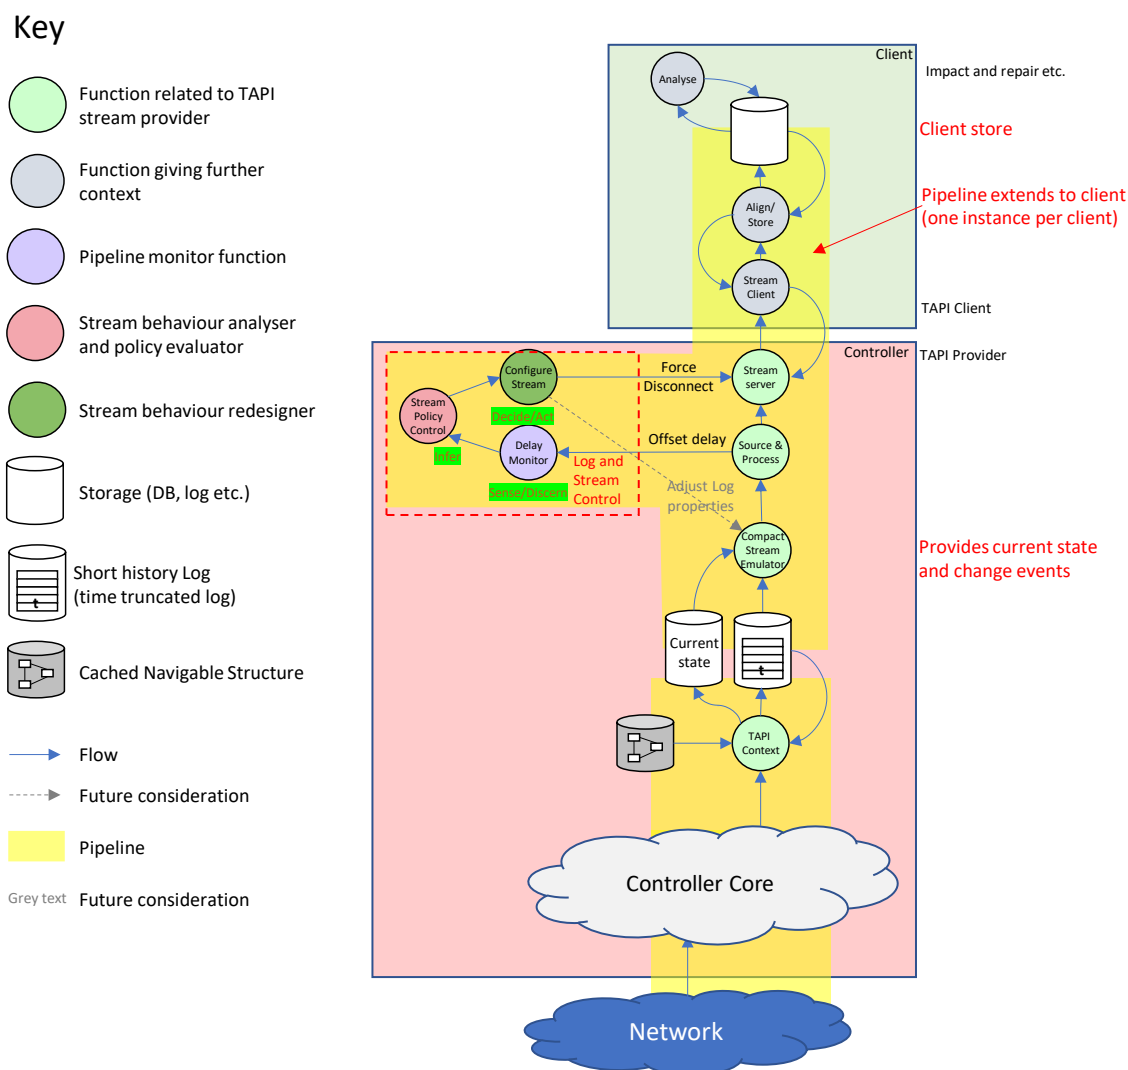 Key
Function related to TAPI
stream provider
Function giving further
context
Pipeline monitor function
Stream behaviour analyser
and policy evaluator
Stream behaviour redesigner
Storage (DB, log etc.)
t
Short history Log
(time truncated log)
Cached Navigable Structure
Flow
Future consideration
Pipeline
Grey text
Future consideration
Client
Impact and repair etc.
Analyse
Client store
Align/
Store
Pipeline extends to client
(one instance per client)
Stream
Client
TAPI Client
Controller
TAPI Provider
Configure
Stream
Force
Disconnect
Stream
server
Stream
Policy
Control
Decide/Act
Infer
Delay
Monitor
Offset delay
Source &
Process
Sense/Discern
Log and
Stream
Control
Adjust Log
properties
Compact
Stream
Emulator
Provides current state
and change events
Current
state
t
TAPI
Context
Controller Core
Network